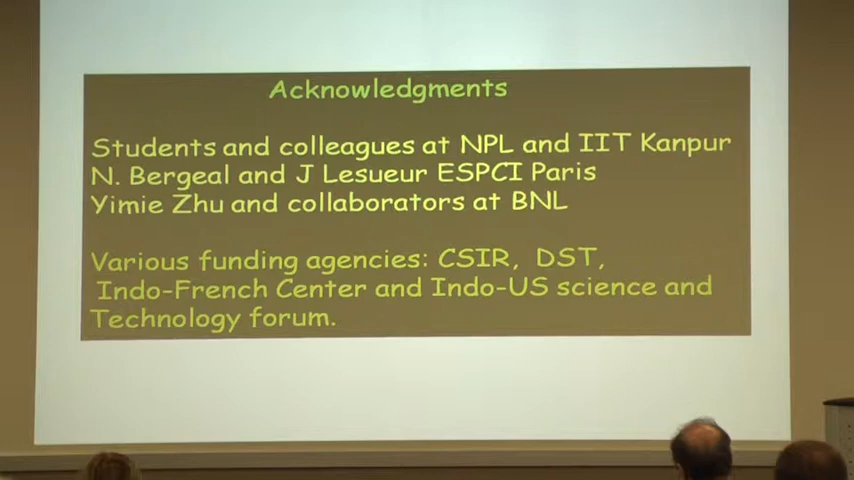 Acknowledgments
Students and colleagues at NPL and IIT Kanpur
N. Bergeal and J Lesueur ESPCI Paris
Yimie Zhu and collaborators at BNL
Various funding agencies: CSIR, DST,
Indo-French Center and Indo-US science and
Technology forum.